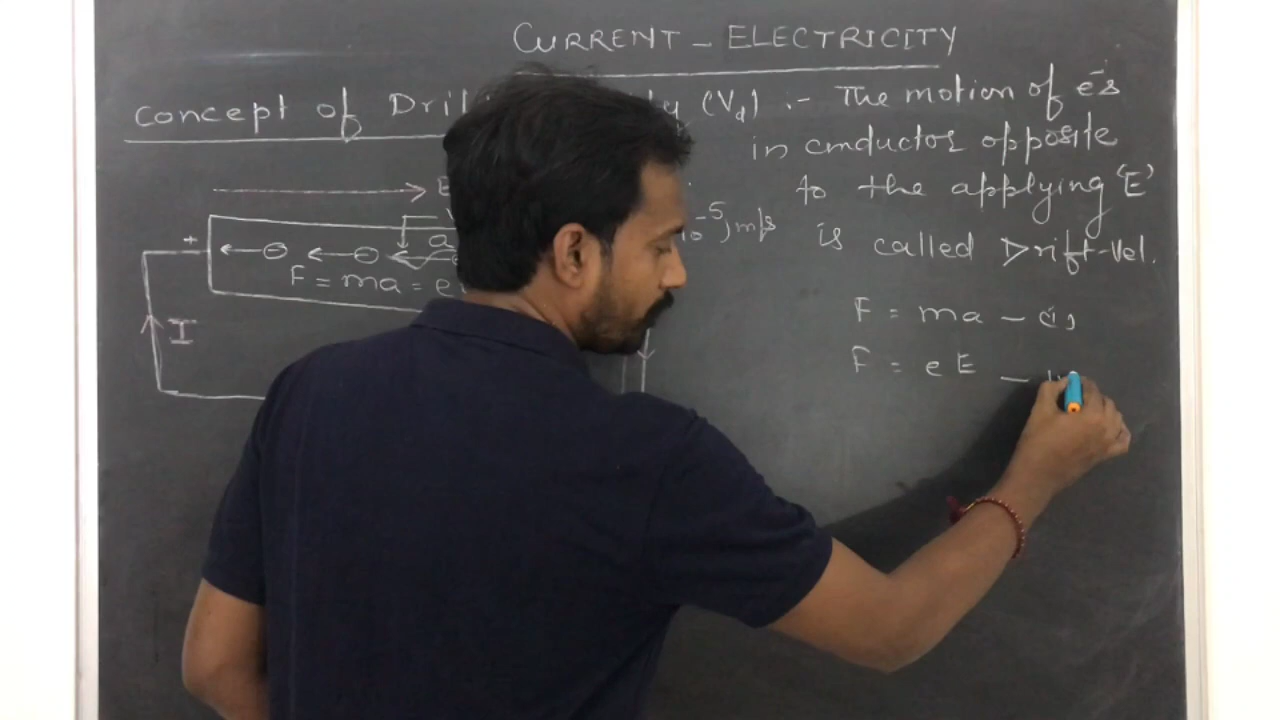 CURRENT - ELECTRICITY
Concept of (Vd) :- The motion of e⁻s
in conductor opposite
to the applying 'E'
is called Drift-Vel.
E
⁻⁵) m/s
+
a
F = ma = e
I
F = ma - (i)
F = eE -